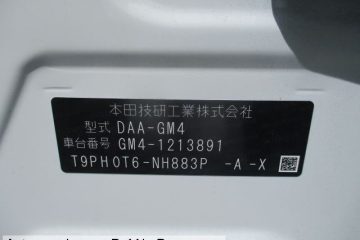 本田技研工業株式会社
型式 DAA-GM4
車台番号 GM4-1213891
T9PH0T6-NH883P -A -X